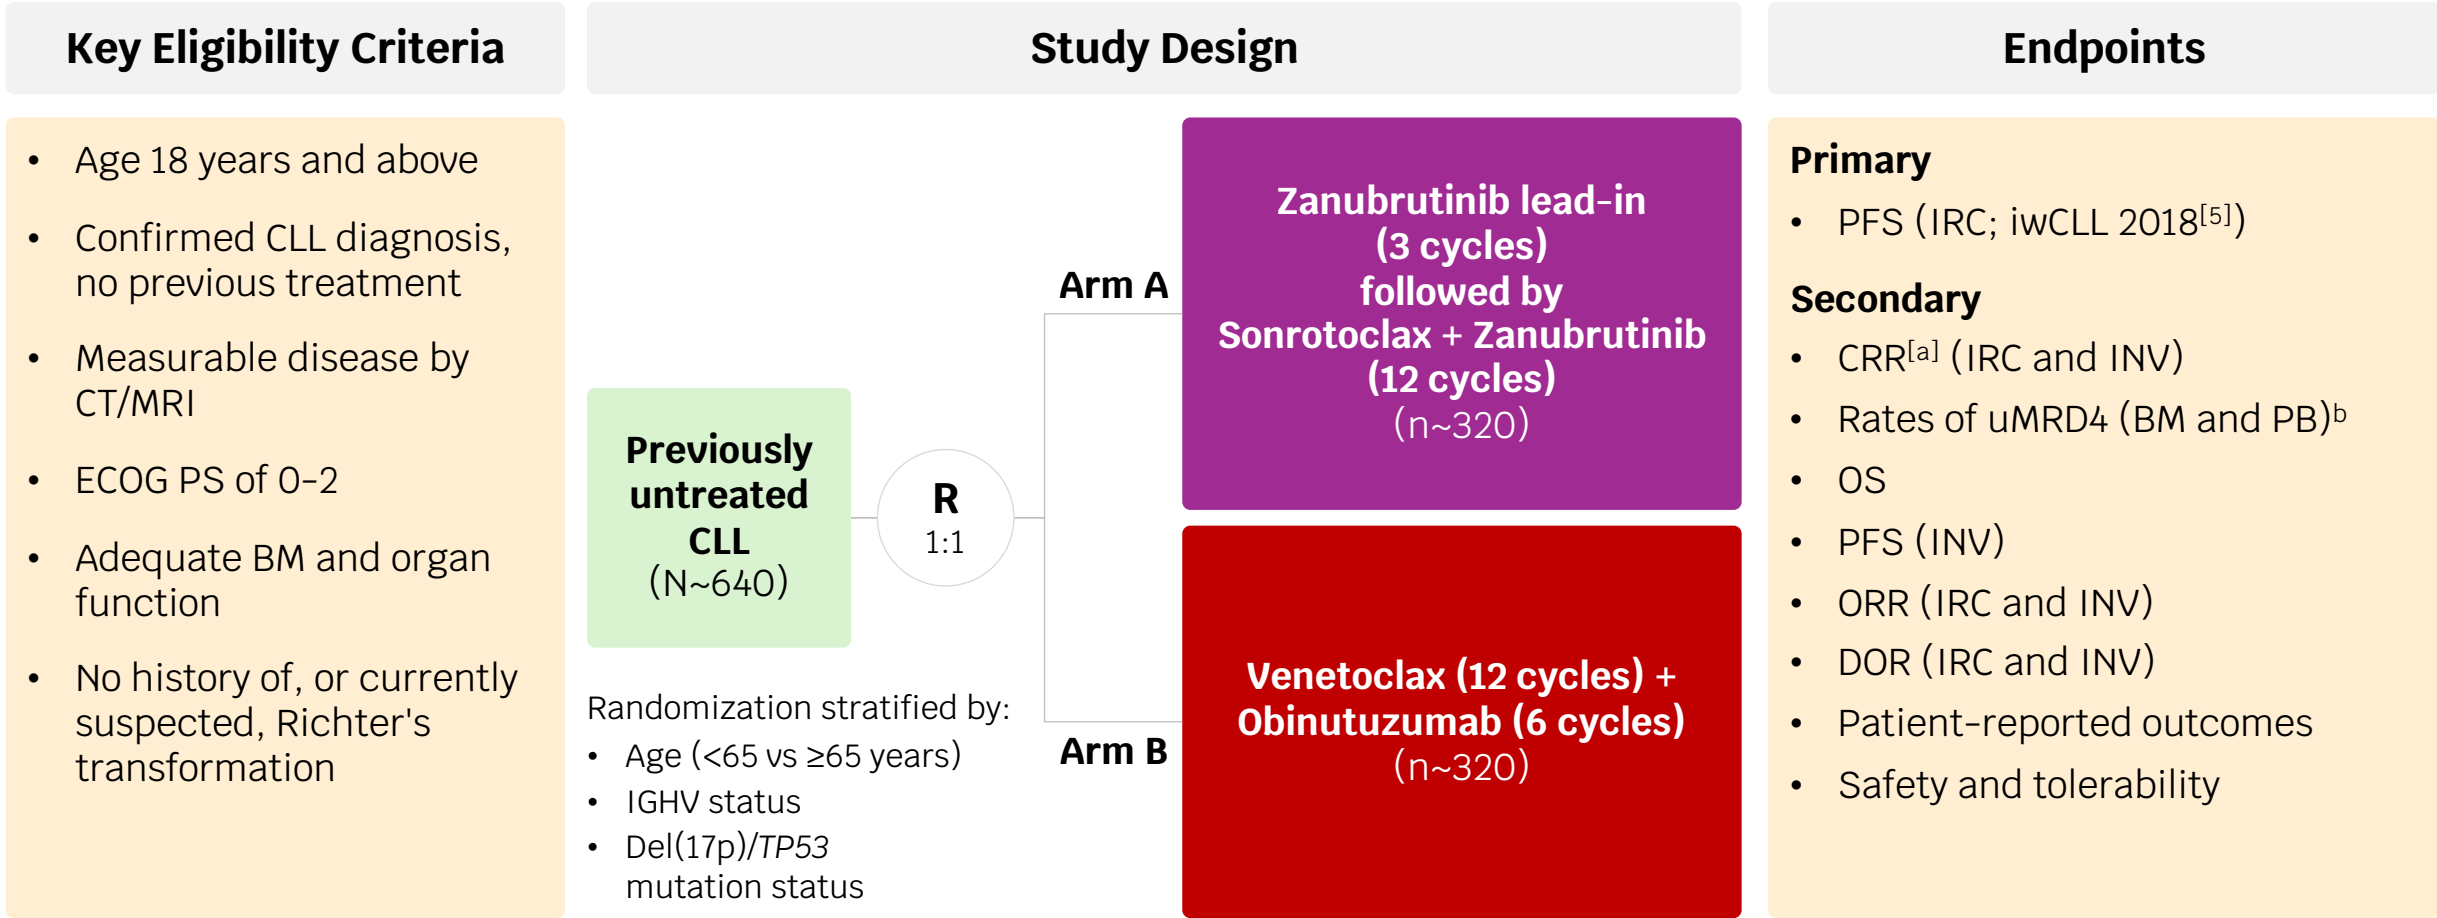 Key Eligibility Criteria
• Age 18 years and above
• Confirmed CLL diagnosis,
no previous treatment
• Measurable disease by
CT/MRI
• ECOG PS of 0-2
• Adequate BM and organ
function
• No history of, or currently
suspected, Richter's
transformation
Study Design
Previously
untreated
CLL
(N~640)
R
1:1
Randomization stratified by:
• Age (<65 vs ≥65 years)
• IGHV status
• Del(17p)/TP53
mutation status
Arm A
Zanubrutinib lead-in
(3 cycles)
followed by
Sonrotoclax + Zanubrutinib
(12 cycles)
(n~320)
Arm B
Venetoclax (12 cycles) +
Obinutuzumab (6 cycles)
(n~320)
Endpoints
Primary
• PFS (IRC; iwCLL 2018[5])
Secondary
• CRR[a] (IRC and INV)
• Rates of uMRD4 (BM and PB)b
• OS
• PFS (INV)
• ORR (IRC and INV)
• DOR (IRC and INV)
• Patient-reported outcomes
• Safety and tolerability